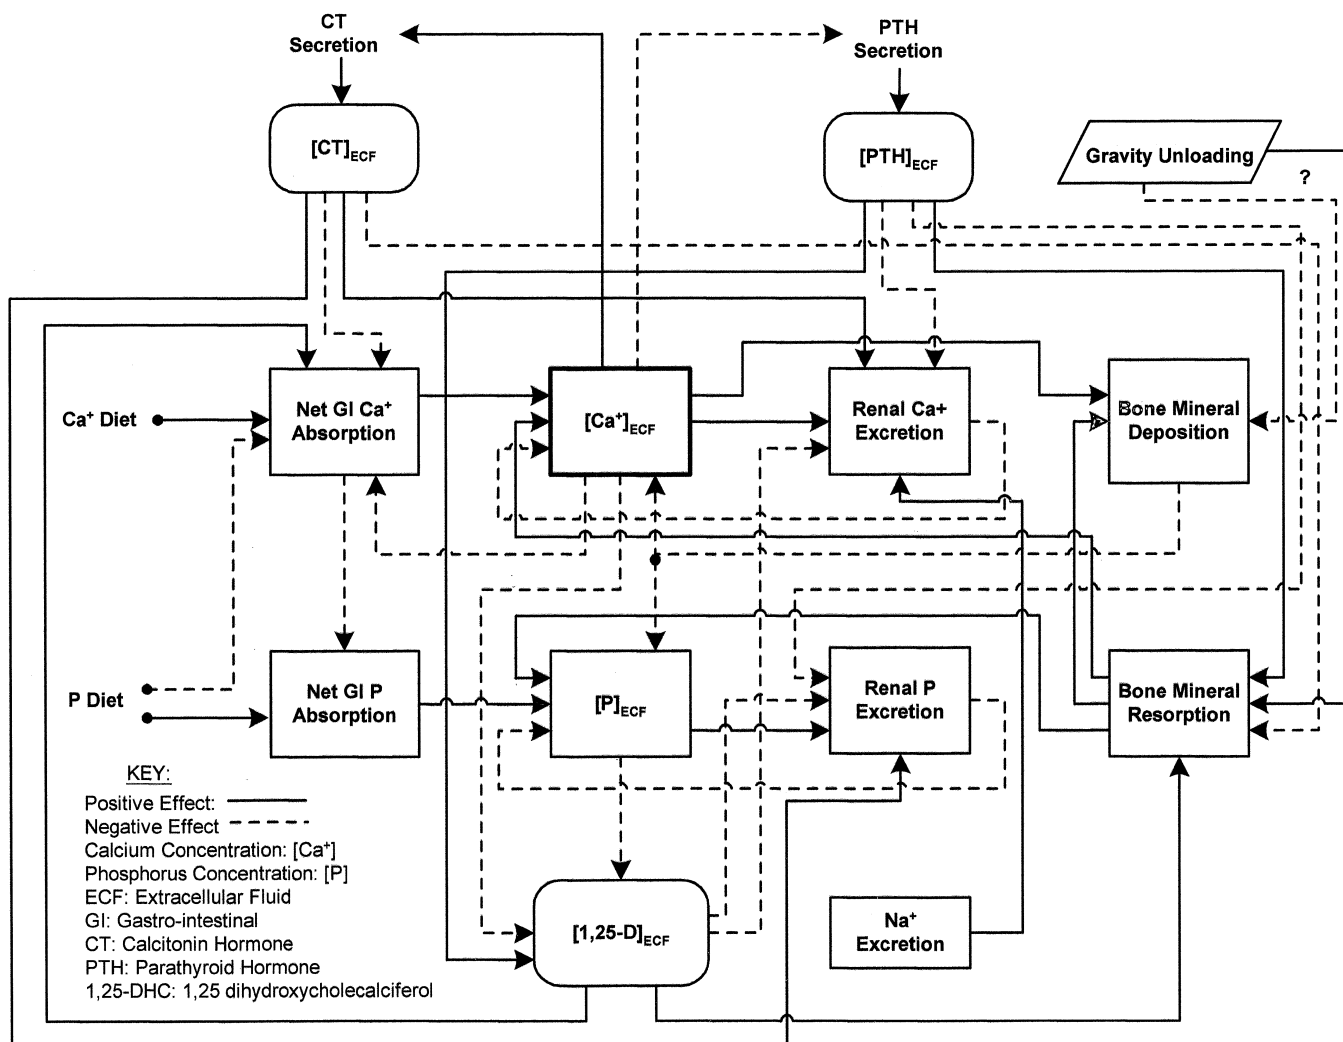 CT
Secretion
PTH
Secretion
[CT]ECF
[PTH]ECF
Gravity Unloading
?
Ca+ Diet
Net GI Ca+
Absorption
[Ca+]ECF
Renal Ca+
Excretion
Bone Mineral
Deposition
P Diet
Net GI P
Absorption
[P]ECF
Renal P
Excretion
Bone Mineral
Resorption
KEY:
Positive Effect:
Negative Effect
Calcium Concentration: [Ca+]
Phosphorus Concentration: [P]
ECF: Extracellular Fluid
GI: Gastro-intestinal
CT: Calcitonin Hormone
PTH: Parathyroid Hormone
1,25-DHC: 1,25 dihydroxycholecalciferol
[1,25-D]ECF
Na+
Excretion